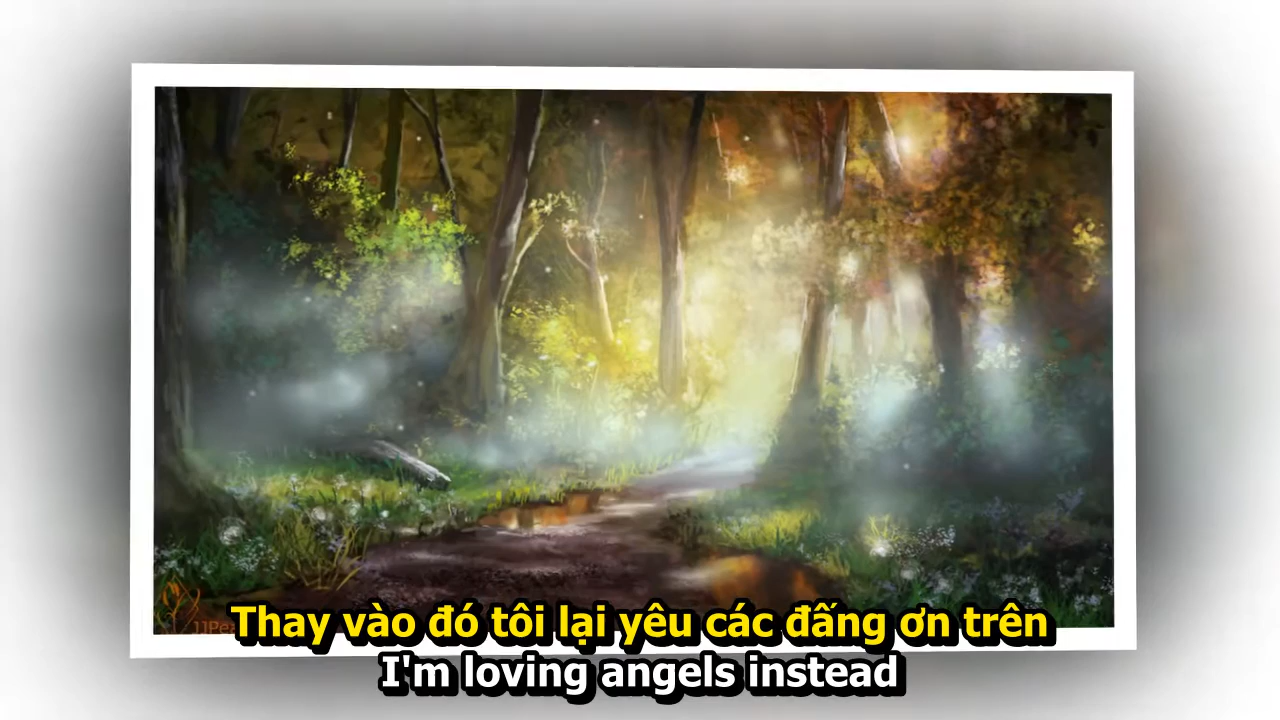 Thay vào đó tôi lại yêu các đấng ơn trên
I'm loving angels instead